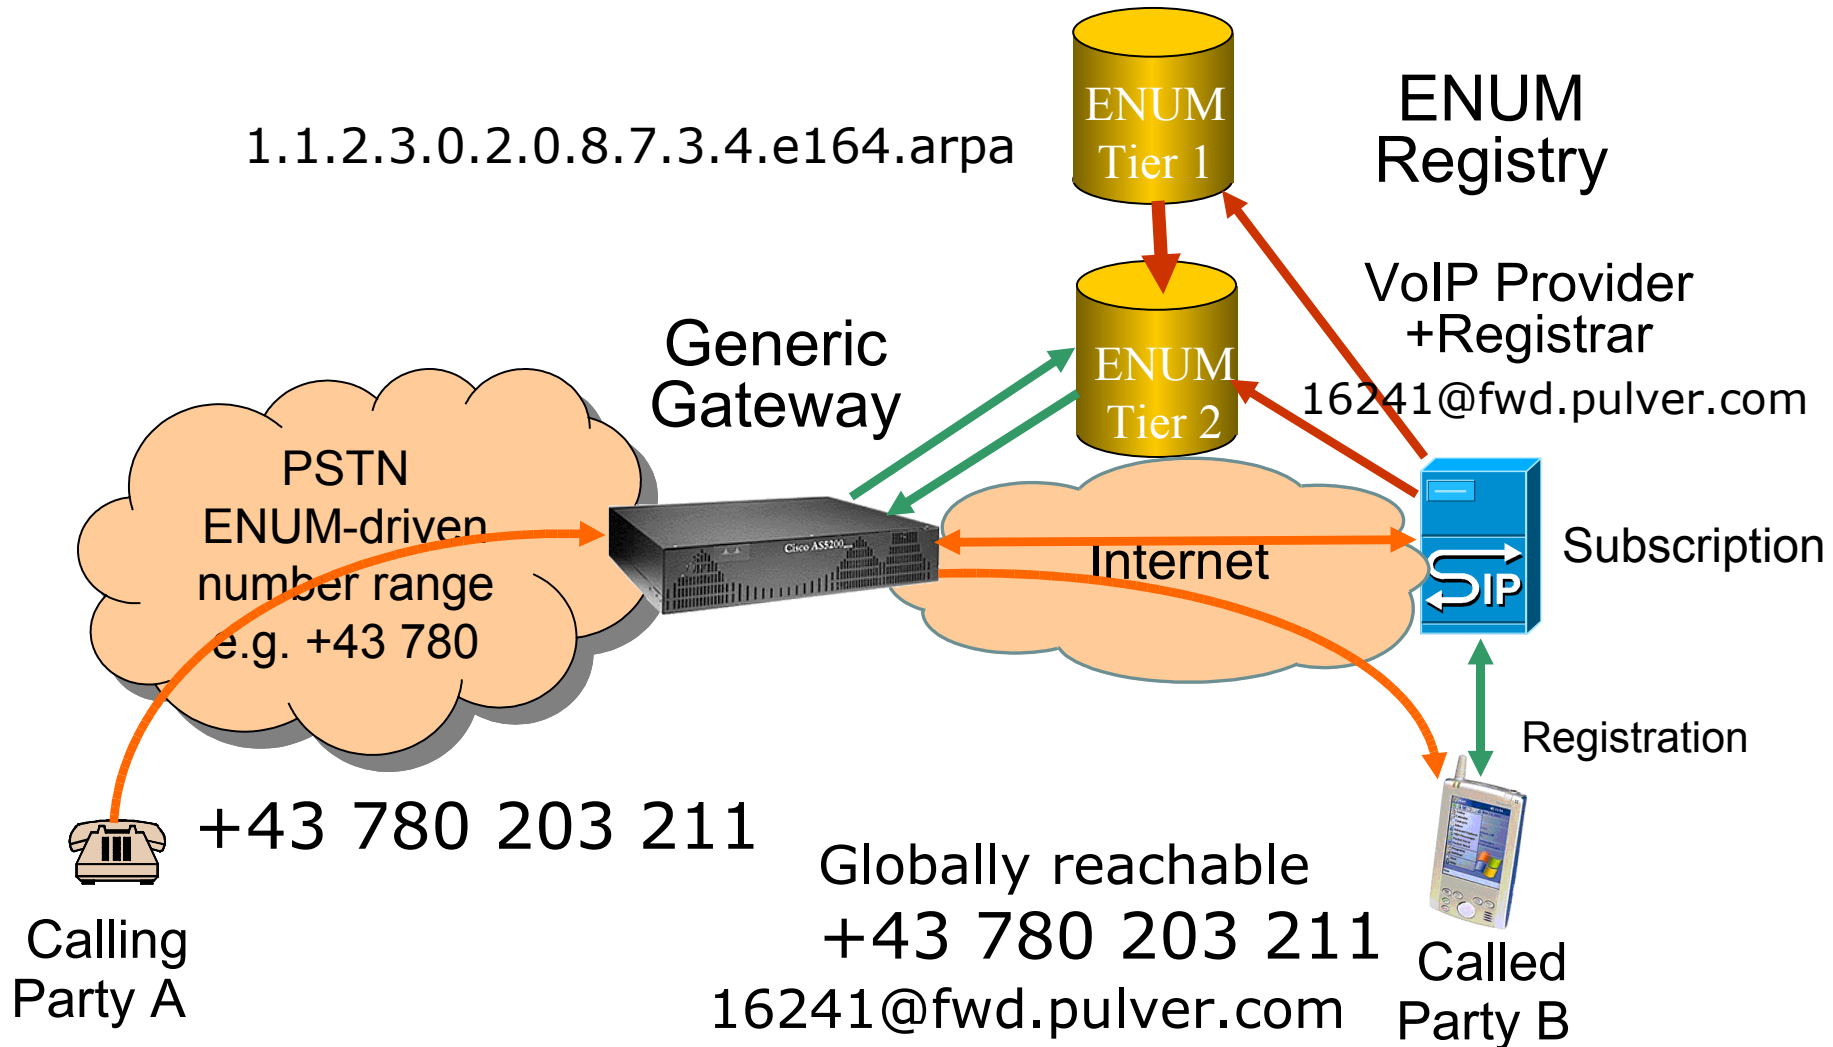 ENUM
Tier 1
ENUM
Registry
1.1.2.3.0.2.0.8.7.3.4.e164.arpa
VoIP Provider
+Registrar
16241@fwd.pulver.com
Generic
Gateway
ENUM
Tier 2
PSTN
ENUM-driven
number range
e.g. +43 780
Cisco AS5200
Internet
SIP
Subscription
Registration
+43 780 203 211
Globally reachable
+43 780 203 211
16241@fwd.pulver.com
Calling
Party A
Called
Party B